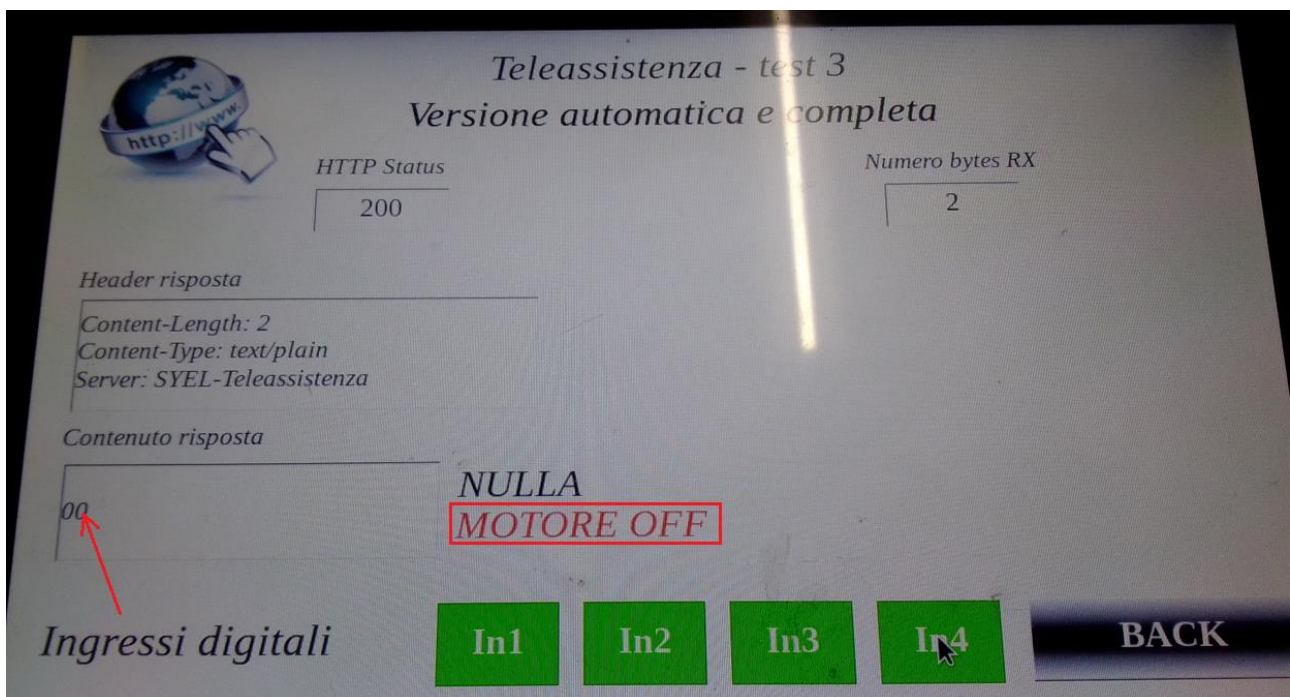 Teleassistenza - test 3
Versione automatica e completa
http://www.
HTTP Status
Numero bytes RX
200
2
Header risposta
Content-Length: 2
Content-Type: text/plain
Server: SYEL-Teleassistenza
Contenuto risposta
00
NULLA
MOTORE OFF
Ingressi digitali
In1
In2
In3
In4
BACK